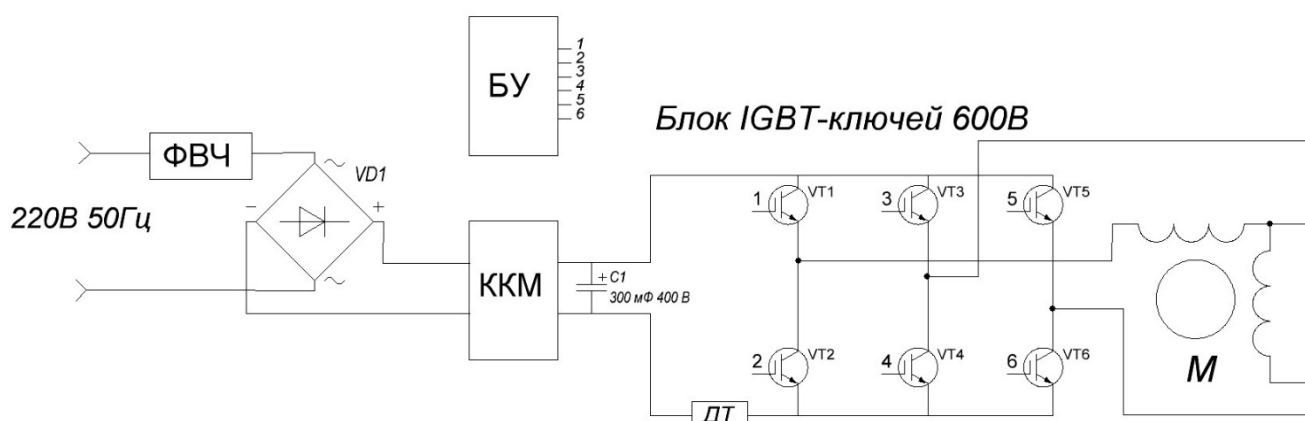 БУ
1
2
3
4
5
6
Блок IGBT-ключей 600В
ФВЧ
VD1
220В 50Гц
−
+
ККМ
+ C1
300 мФ 400 В
1
VT1
3
VT3
5
VT5
2
VT2
4
VT4
6
VT6
М
ДТ